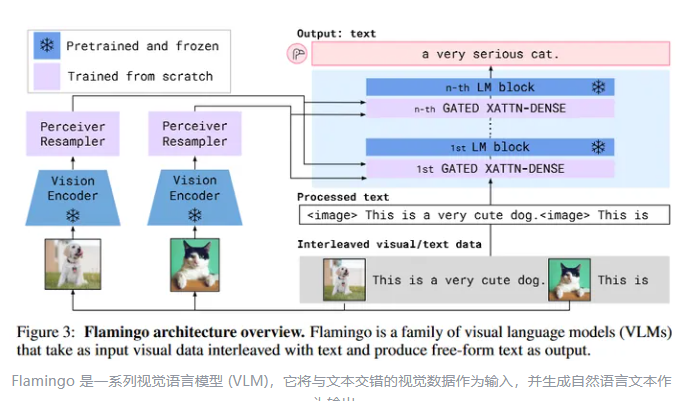 Output: text
Pretrained and frozen
Trained from scratch
a very serious cat.
n-th LM block
n-th GATED XATTN-DENSE
Perceiver
Resampler
Perceiver
Resampler
1st LM block
1st GATED XATTN-DENSE
Vision
Encoder
Vision
Encoder
Processed text
<image> This is a very cute dog.<image> This is
Interleaved visual/text data
This is a very cute dog.
This is
Figure 3: Flamingo architecture overview. Flamingo is a family of visual language models (VLMs)
that take as input visual data interleaved with text and produce free-form text as output.
Flamingo 是一系列视觉语言模型 (VLM)，它将与文本交错的视觉数据作为输入，并生成自然语言文本作